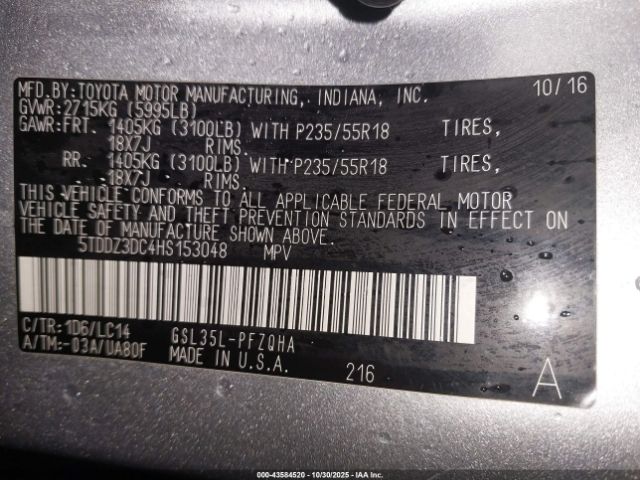 MFD.BY: TOYOTA MOTOR MANUFACTURING, INDIANA, INC. 10/16
GVWR: 2715KG (5995LB)
GAWR: FRT. 1405KG (3100LB) WITH P235/55R18 TIRES,
18X7J RIMS,
RR. 1405KG (3100LB) WITH P235/55R18 TIRES,
18X7J RIMS.
THIS VEHICLE CONFORMS TO ALL APPLICABLE FEDERAL MOTOR
VEHICLE SAFETY AND THEFT PREVENTION STANDARDS IN EFFECT ON
THE DATE OF MANUFACTURE SHOWN ABOVE.
5TDDZ3DC4HS153048 MPV
C/TR: 1D6/LC14 GSL35L-PFZQHA
A/TM: -03A/UA80F MADE IN U.S.A. 216 A
000-43584520 - 10/30/2025 - IAA Inc.